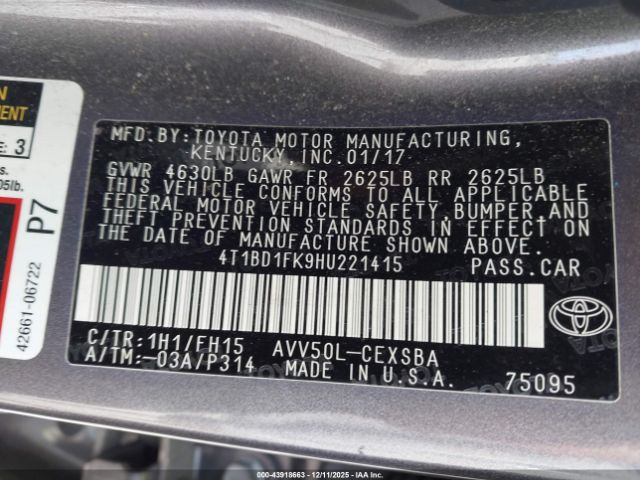 MFD.BY:TOYOTA MOTOR MANUFACTURING,
KENTUCKY, INC.01/17
GVWR 4630LB GAWR FR 2625LB RR 2625LB
THIS VEHICLE CONFORMS TO ALL APPLICABLE
FEDERAL MOTOR VEHICLE SAFETY, BUMPER, AND
THEFT PREVENTION STANDARDS IN EFFECT ON
THE DATE OF MANUFACTURE SHOWN ABOVE.
4T1BD1FK9HU221415 PASS.CAR
C/TR:1H1/FH15 AVV50L-CEXSBA
A/TM:-03A/P314 MADE IN U.S.A. 75095
TOYOTA
3
05lb.
P7
42661-06722
000-43918663 - 12/11/2025 - IAA Inc.